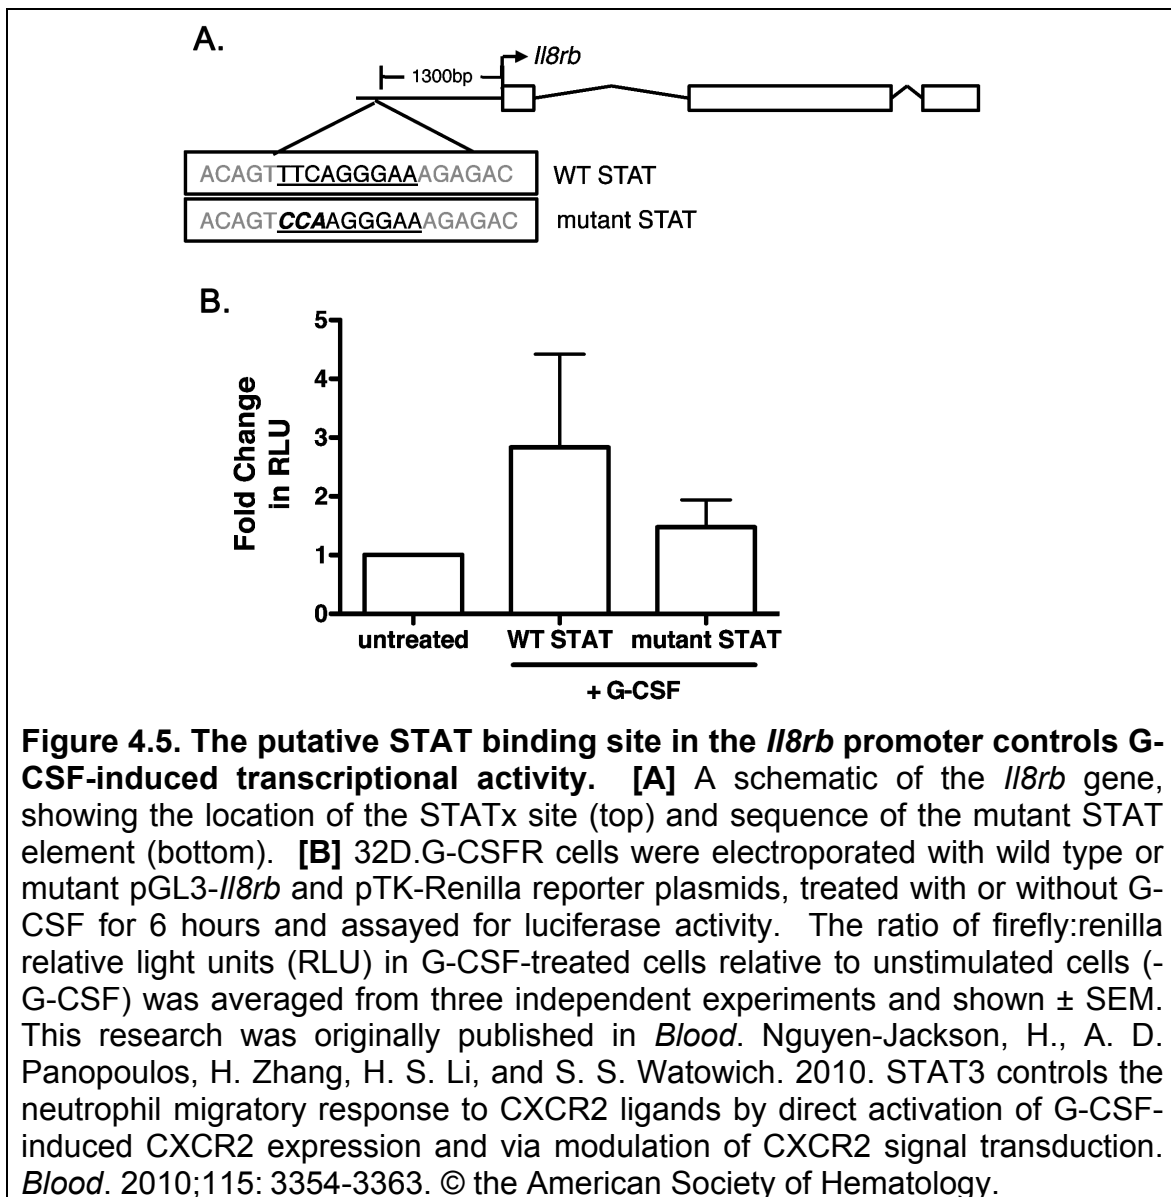 A.
Il8rb
1300bp
ACAGTTTCAGGGAAAGAGAC WT STAT
ACAGTCCAAGGGAAAGAGAC mutant STAT
B.
5
4
3
2
1
0
Fold Change
in RLU
untreated WT STAT mutant STAT
+ G-CSF
Figure 4.5. The putative STAT binding site in the Il8rb promoter controls G-
CSF-induced transcriptional activity. [A] A schematic of the Il8rb gene,
showing the location of the STATx site (top) and sequence of the mutant STAT
element (bottom). [B] 32D.G-CSFR cells were electroporated with wild type or
mutant pGL3-Il8rb and pTK-Renilla reporter plasmids, treated with or without G-
CSF for 6 hours and assayed for luciferase activity. The ratio of firefly:renilla
relative light units (RLU) in G-CSF-treated cells relative to unstimulated cells (-
G-CSF) was averaged from three independent experiments and shown ± SEM.
This research was originally published in Blood. Nguyen-Jackson, H., A. D.
Panopoulos, H. Zhang, H. S. Li, and S. S. Watowich. 2010. STAT3 controls the
neutrophil migratory response to CXCR2 ligands by direct activation of G-CSF-
induced CXCR2 expression and via modulation of CXCR2 signal transduction.
Blood. 2010;115: 3354-3363. © the American Society of Hematology.